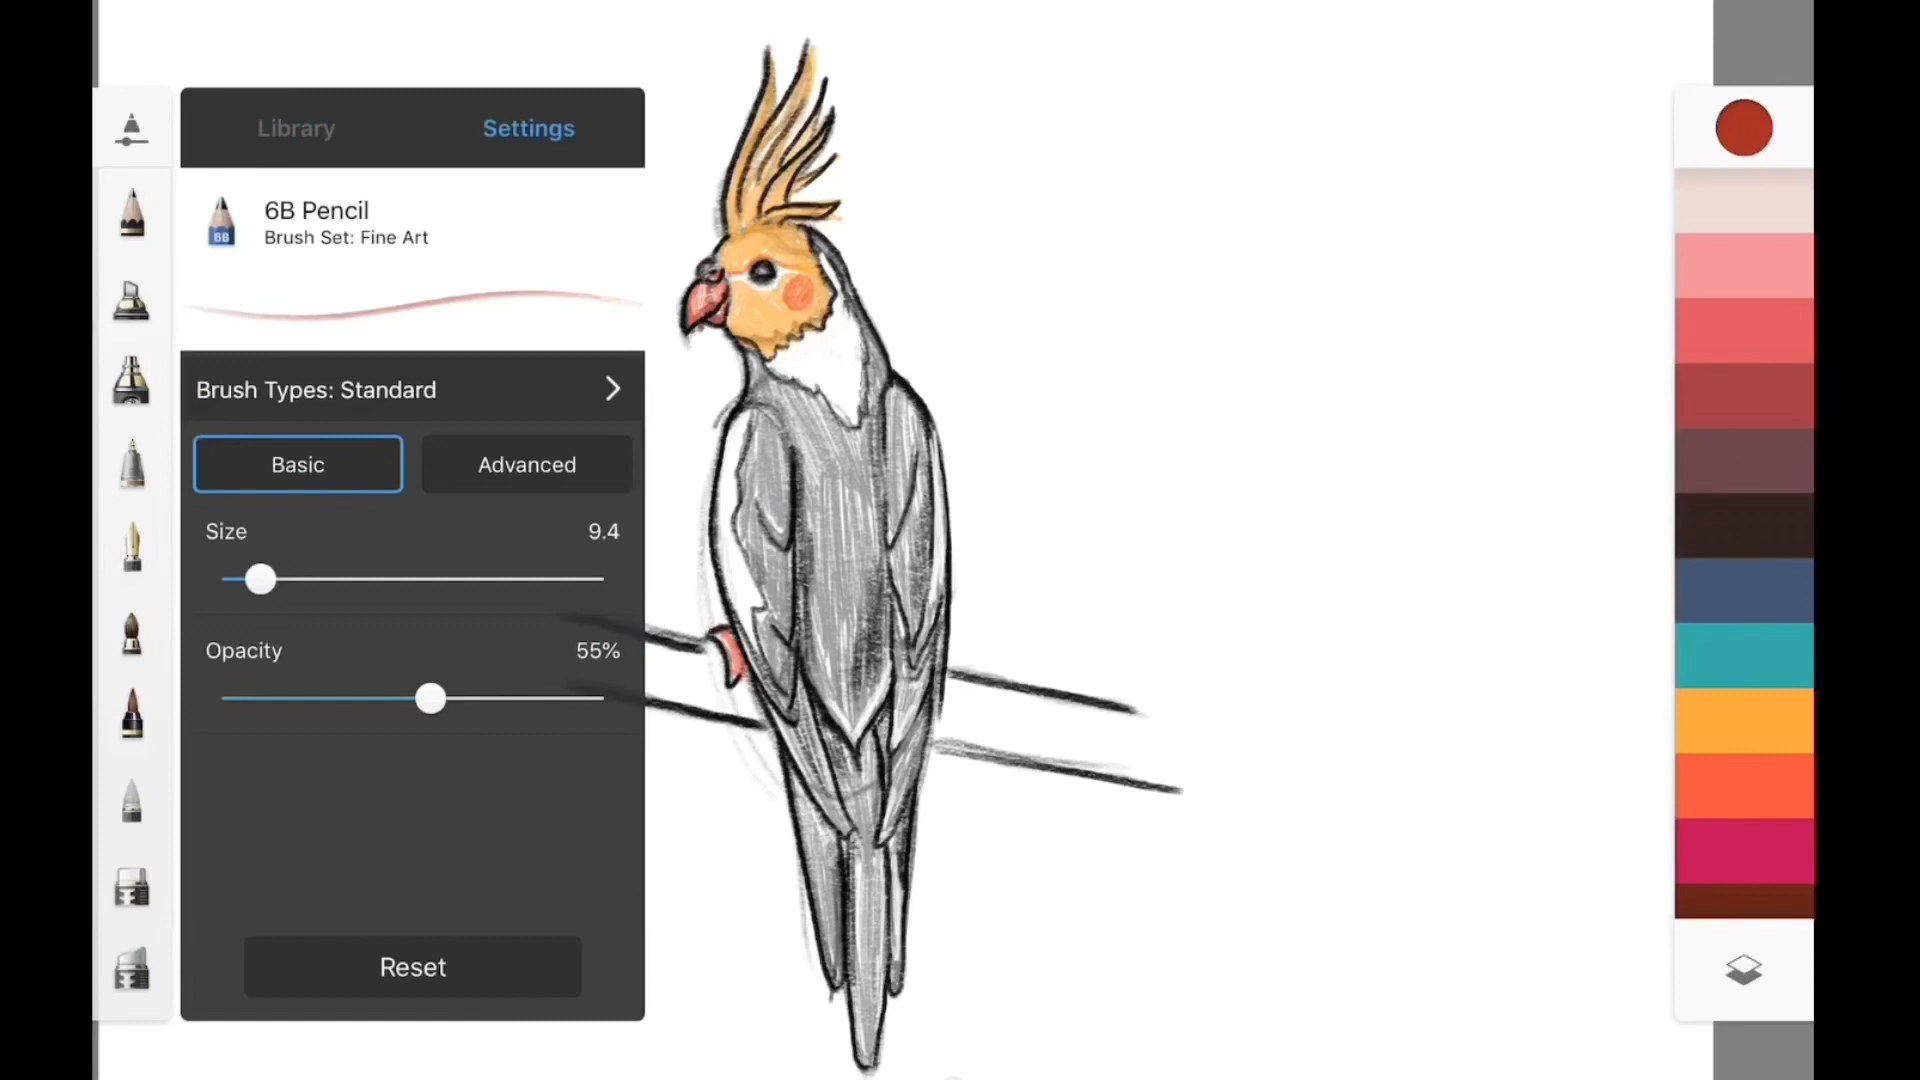 Library
Settings
6B Pencil
6B
Brush Set: Fine Art
Brush Types: Standard
Basic
Advanced
Size
9.4
Opacity
55%
Reset